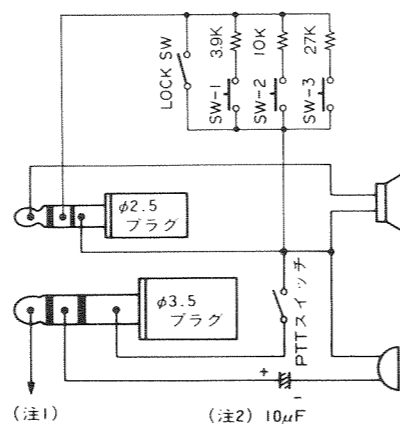 LOCK SW
3.9K
10K
27K
SW-1
SW-2
SW-3
φ2.5
プラグ
φ3.5
プラグ
PTTスイッチ
+
-
(注1)
(注2) 10μF